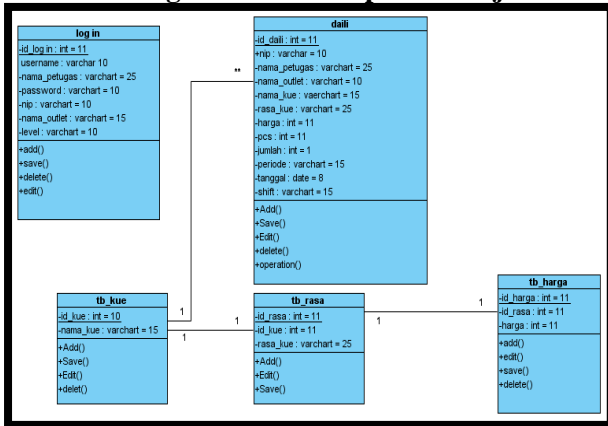 log in
-id_log in : int = 11
username : varchar 10
-nama_petugas : varchart = 25
-password : varchart = 10
-nip : varchart = 10
-nama_outlet : varchart = 15
-level : varchart = 10
+add()
+save()
+delete()
+edit()
daili
-id_daili : int = 11
+nip : varchar = 10
-nama_petugas : varchart = 25
-nama_outlet : varchart = 10
-nama_kue : vaerchart = 15
-rasa_kue : varchart = 25
-harga : int = 11
-pcs : int = 11
-jumlah : int = 1
-periode : varchart = 15
-tanggal : date = 8
-shift : varchart = 15
+Add()
+Save()
+Edit()
+delete()
+operation()
**
1
tb_kue
-id_kue : int = 10
-nama_kue : varchart = 15
+Add()
+Save()
+Edit()
+delet()
1
1
tb_rasa
-id_rasa : int = 11
-id_kue : int = 11
-rasa_kue : varchart = 25
+Add()
+Edit()
+Save()
1
1
tb_harga
-id_harga : int = 11
-id_rasa : int = 11
-harga : int = 11
+add()
+edit()
+save()
+delete()